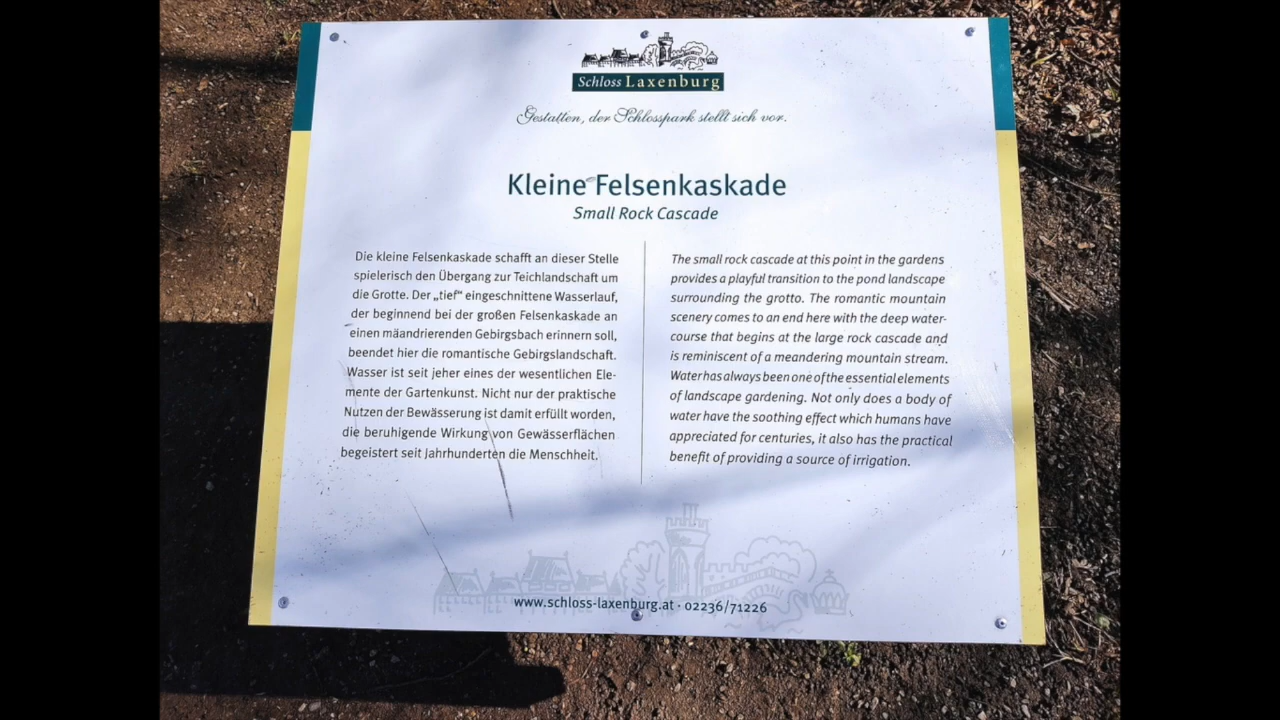 Schloss Laxenburg
Gestatten, der Schlosspark stellt sich vor.
Kleine Felsenkaskade
Small Rock Cascade
Die kleine Felsenkaskade schafft an dieser Stelle
spielerisch den Übergang zur Teichlandschaft um
die Grotte. Der „tief“ eingeschnittene Wasserlauf,
der beginnend bei der großen Felsenkaskade an
einen mäandrierenden Gebirgsbach erinnern soll,
beendet hier die romantische Gebirgslandschaft.
Wasser ist seit jeher eines der wesentlichen Ele-
mente der Gartenkunst. Nicht nur der praktische
Nutzen der Bewässerung ist damit erfüllt worden,
die beruhigende Wirkung von Gewässerflächen
begeistert seit Jahrhunderten die Menschheit.
The small rock cascade at this point in the gardens
provides a playful transition to the pond landscape
surrounding the grotto. The romantic mountain
scenery comes to an end here with the deep water-
course that begins at the large rock cascade and
is reminiscent of a meandering mountain stream.
Water has always been one of the essential elements
of landscape gardening. Not only does a body of
water have the soothing effect which humans have
appreciated for centuries, it also has the practical
benefit of providing a source of irrigation.
www.schloss-laxenburg.at · 02236/71226